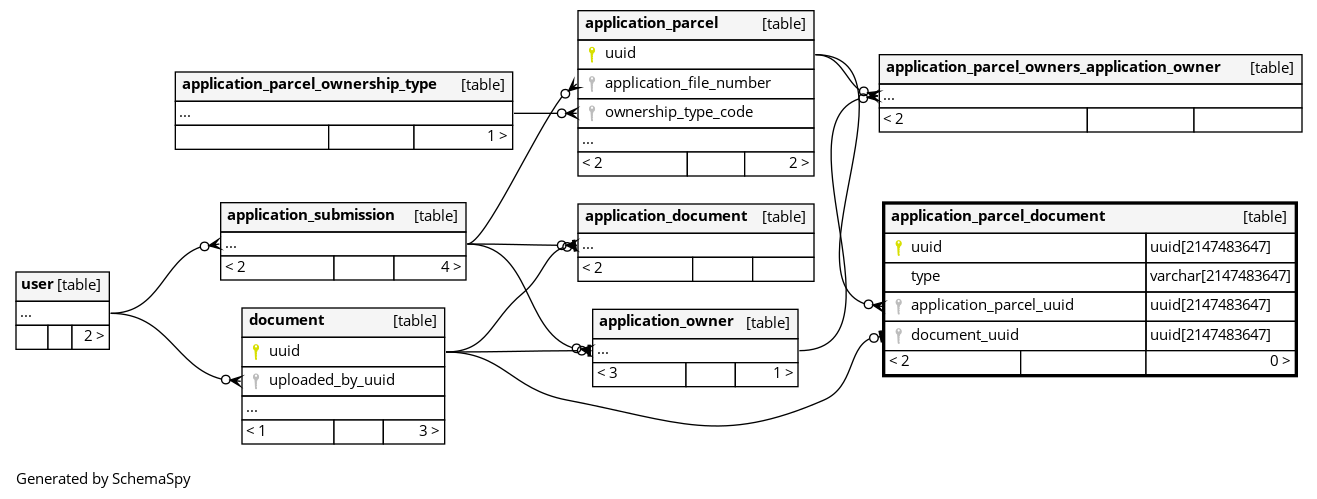 application_parcel [table]
uuid
application_file_number
ownership_type_code
...
< 2 2 >
application_parcel_owners_application_owner [table]
...
< 2
application_parcel_ownership_type [table]
...
1 >
application_submission [table]
...
< 2 4 >
application_document [table]
...
< 2
application_parcel_document [table]
uuid uuid[2147483647]
type varchar[2147483647]
application_parcel_uuid uuid[2147483647]
document_uuid uuid[2147483647]
< 2 0 >
user [table]
...
2 >
document [table]
uuid
uploaded_by_uuid
...
< 1 3 >
application_owner [table]
...
< 3 1 >
Generated by SchemaSpy